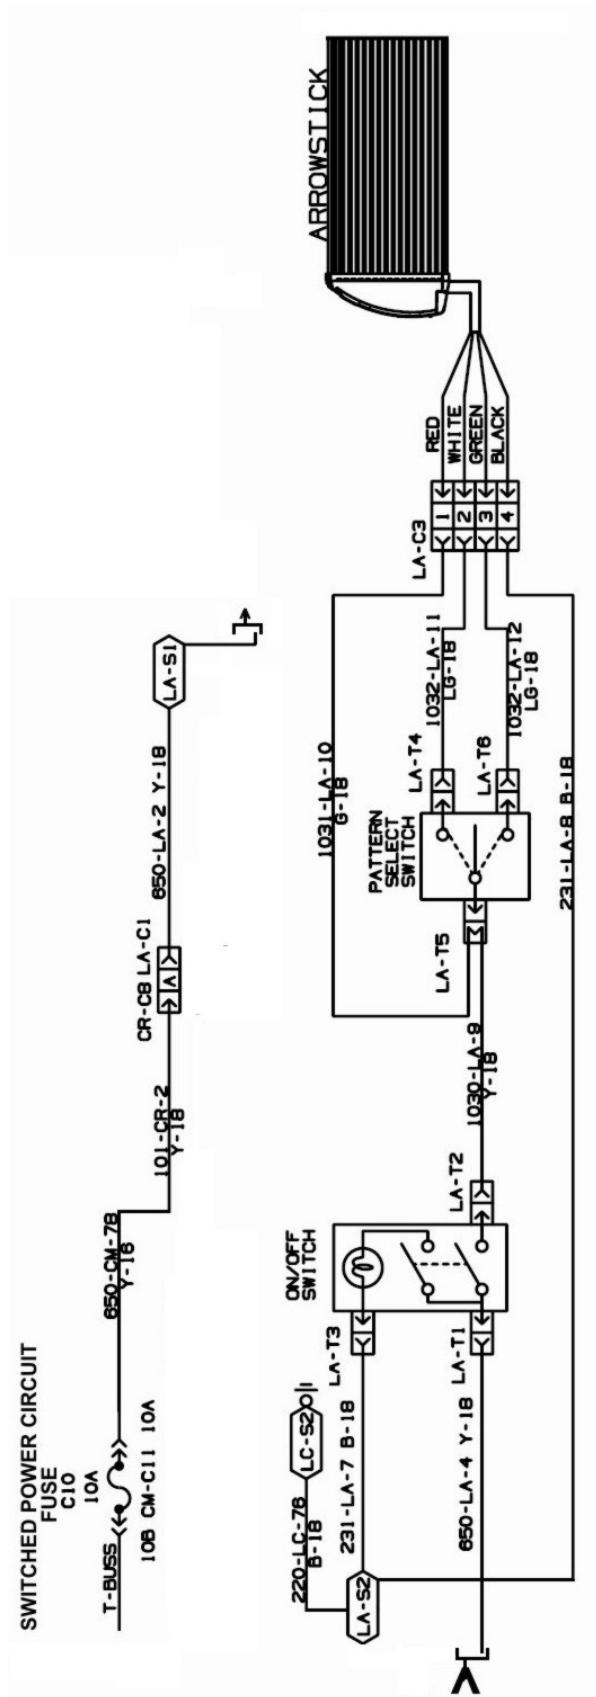 SWITCHED POWER CIRCUIT
FUSE
C10
10A
T-BUSS
10B CM-C11 10A
650-CM-78
Y-16
101-CR-2
Y-18
CR-C8 LA-C1
A
650-LA-2 Y-18
LA-S1
ARROWSTICK
RED
WHITE
GREEN
BLACK
LA-C3
1
2
3
4
1031-LA-10
G-18
1032-LA-11
LG-18
1032-LA-12
LG-18
LA-T4
LA-T6
PATTERN
SELECT
SWITCH
LA-T5
231-LA-8 B-18
1030-LA-9
Y-18
LA-T2
ON/OFF
SWITCH
LA-T3
LA-T1
LC-S2
220-LC-76
B-18
231-LA-7 B-18
650-LA-4 Y-18
LA-S2
A